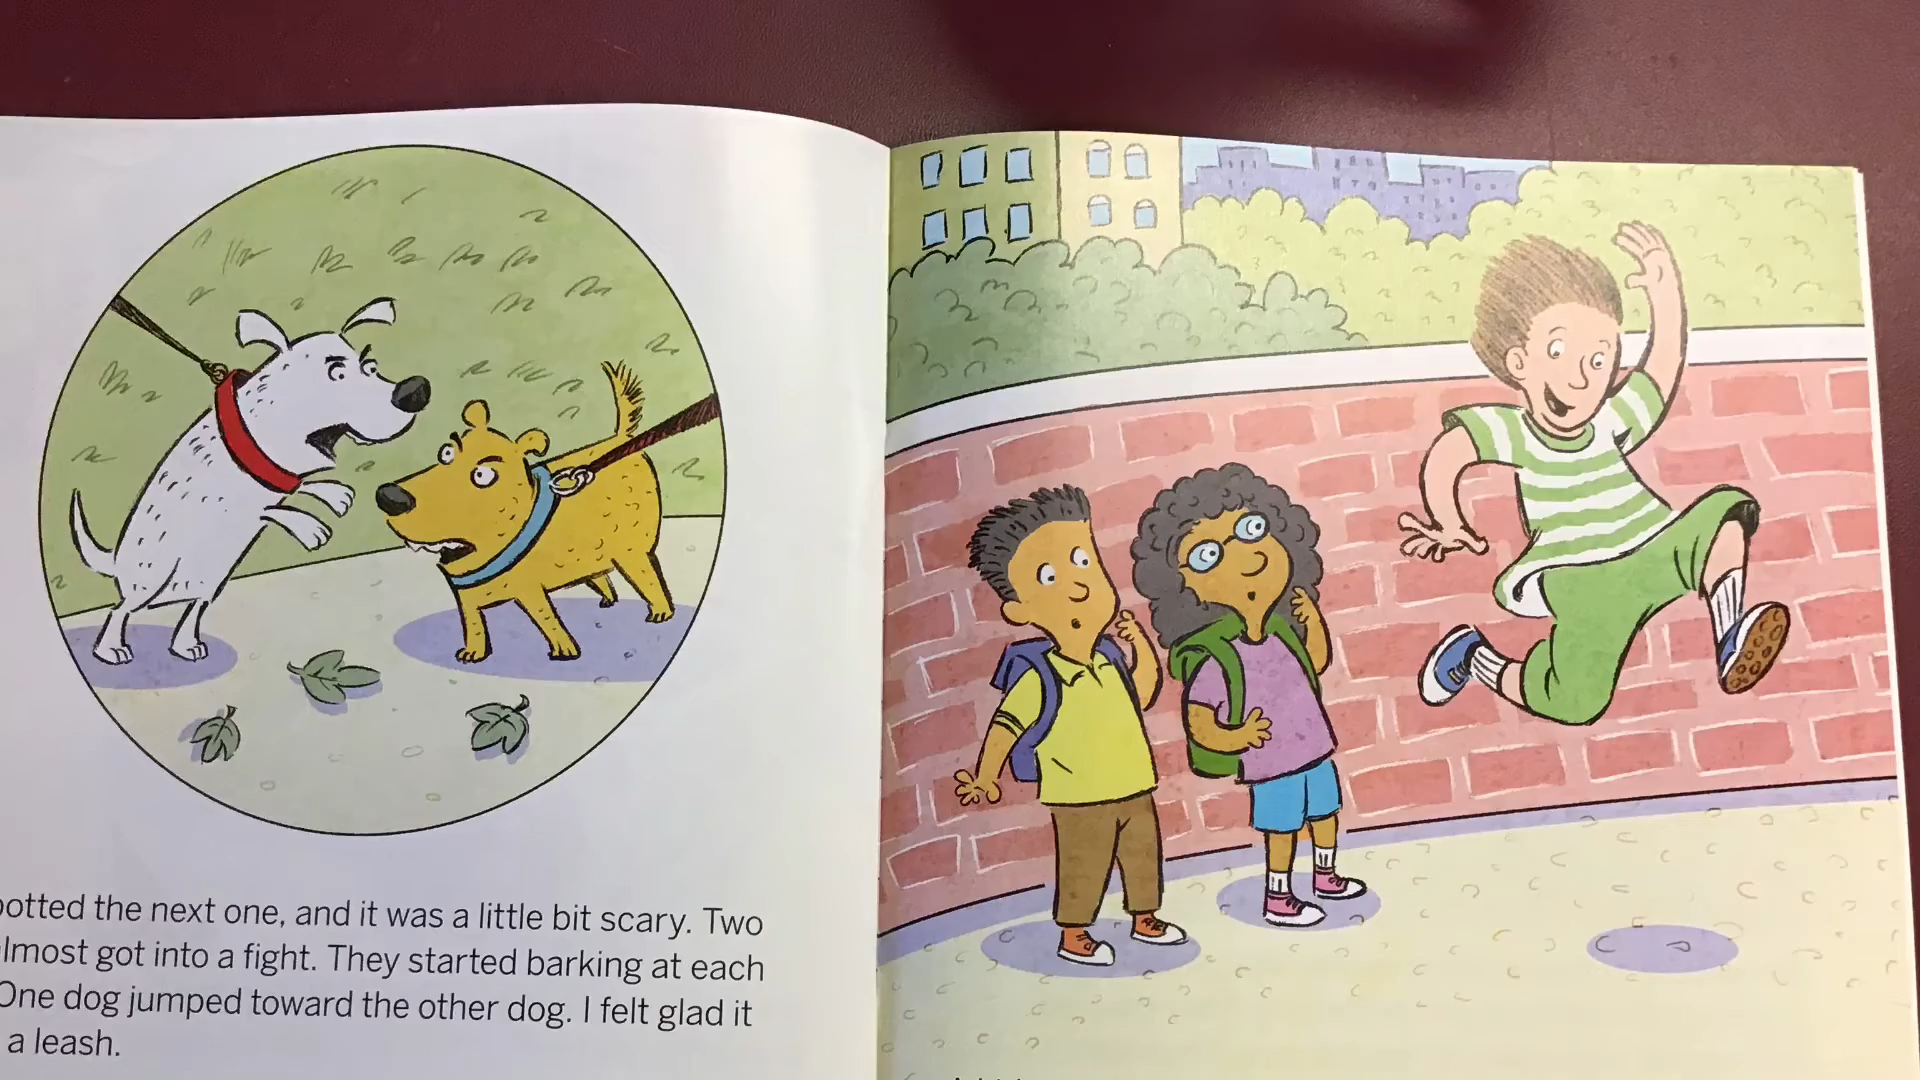 potted the next one, and it was a little bit scary. Two
lmost got into a fight. They started barking at each
One dog jumped toward the other dog. I felt glad it
a leash.